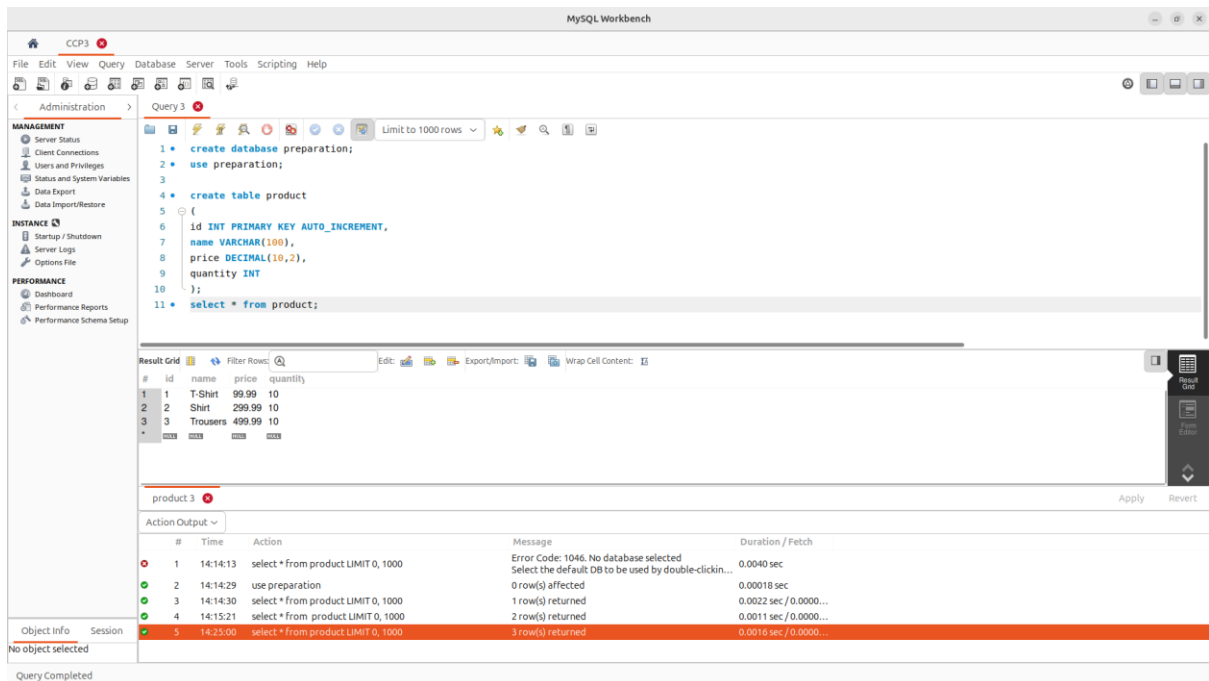 MySQL Workbench
CCP3
File Edit View Query Database Server Tools Scripting Help
Administration
Query 3
MANAGEMENT
Server Status
Client Connections
Users and Privileges
Status and System Variables
Data Export
Data Import/Restore
INSTANCE
Startup / Shutdown
Server Logs
Options File
PERFORMANCE
Dashboard
Performance Reports
Performance Schema Setup
Limit to 1000 rows
1 create database preparation;
2 use preparation;
3
4 create table product
5 (
6 id INT PRIMARY KEY AUTO_INCREMENT,
7 name VARCHAR(100),
8 price DECIMAL(10,2),
9 quantity INT
10 );
11 select * from product;
Result Grid Filter Rows: Edit: Export/Import: Wrap Cell Content:
# id name price quantity
1 1 T-Shirt 99.99 10
2 2 Shirt 299.99 10
3 3 Trousers 499.99 10
* NULL NULL NULL NULL
Result Grid
Form Editor
product 3
Apply Revert
Action Output
# Time Action Message Duration / Fetch
1 14:14:13 select * from product LIMIT 0, 1000 Error Code: 1046. No database selected 0.0040 sec
Select the default DB to be used by double-clickin...
2 14:14:29 use preparation 0 row(s) affected 0.00018 sec
3 14:14:30 select * from product LIMIT 0, 1000 1 row(s) returned 0.0022 sec / 0.0000...
4 14:15:21 select * from  product LIMIT 0, 1000 2 row(s) returned 0.0011 sec / 0.0000...
5 14:25:00 select * from product LIMIT 0, 1000 3 row(s) returned 0.0016 sec / 0.0000...
Object Info Session
No object selected
Query Completed